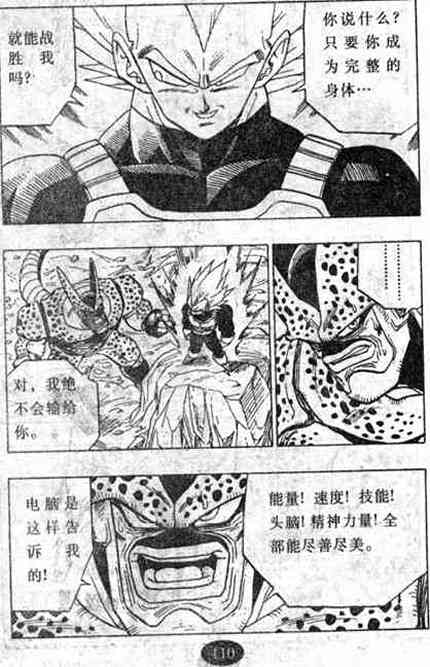 你说什么?
只要你成
为完整的
身体…
就能战
胜我
吗?
…………
对，我绝
不会输给
你。
能量!速度!技能!
头脑!精神力量!全
部能尽善尽美。
电脑是
这样告
诉我
的!
110